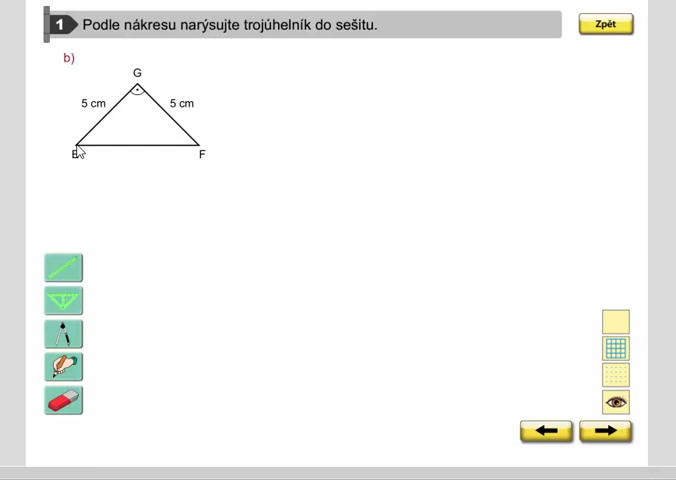 1 Podle nákresu narýsujte trojúhelník do sešitu.
Zpět
b)
G
5 cm 5 cm
E F